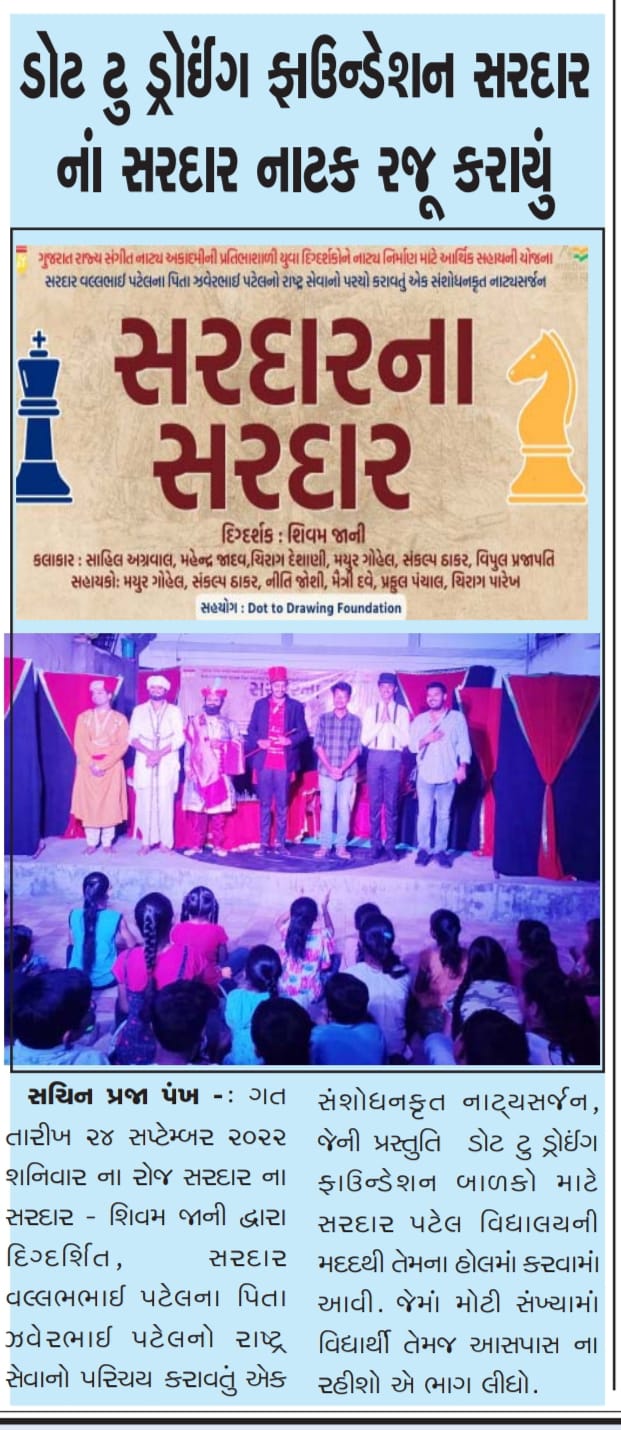 ડોટ ટુ ડ્રોઈંગ ફાઉન્ડેશન સરદાર
નાં સરદાર નાટક રજૂ કરાયું
ગુજરાત રાજ્ય સંગીત નાટ્ય અકાદમીની પ્રતિભાશાળી યુવા દિગ્દર્શકોને નાટ્ય નિર્માણ માટે આર્થિક સહાયની યોજના
સરદાર વલ્લભાઈ પટેલના પિતા ઝવેરભાઈ પટેલનો રાષ્ટ્ર સેવાનો પરચો કરાવતું એક સંશોધનકૃત નાટ્યસર્જન
સરદારના
સરદાર
દિગ્દર્શક : શિવમ જાની
કલાકાર : સાહિલ અગ્રવાલ, મહેન્દ્ર જાદવ,ચિરાગ દેશાણી, મયુર ગોહેલ, સંકલ્પ ઠાકર, વિપુલ પ્રજાપતિ
સહાયકો: મયુર ગોહેલ, સંકલ્પ ઠાકર, નીતિ જોશી, મૈત્રી દવે, પ્રફુલ પંચાલ, ચિરાગ પારેખ
સહયોગ : Dot to Drawing Foundation
સરદારના
સચિન પ્રજા પંખ -: ગત
તારીખ ૨૪ સપ્ટેમ્બર ૨૦૨૨
શનિવાર ના રોજ સરદાર ના
સરદાર - શિવમ જાની દ્વારા
દિગ્દર્શિત, સરદાર
વલ્લભભાઈ પટેલના પિતા
ઝવેરભાઈ પટેલનો રાષ્ટ્ર
સેવાનો પરિચય કરાવતું એક
સંશોધનકૃત નાટ્યસર્જન,
જેની પ્રસ્તુતિ ડોટ ટુ ડ્રોઈંગ
ફાઉન્ડેશન બાળકો માટે
સરદાર પટેલ વિદ્યાલયની
મદદથી તેમના હોલમાં કરવામાં
આવી. જેમાં મોટી સંખ્યામાં
વિદ્યાર્થી તેમજ આસપાસ ના
રહીશો એ ભાગ લીધો.